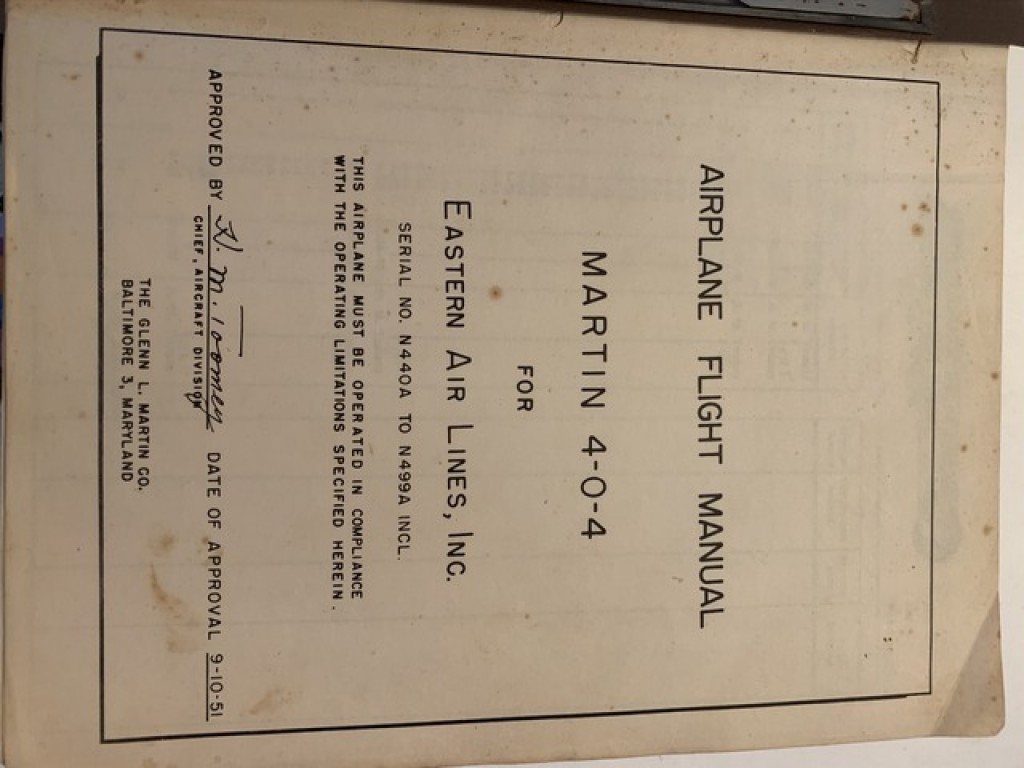 AIRPLANE FLIGHT MANUAL
MARTIN 4-0-4
FOR
EASTERN AIR LINES, INC.
SERIAL NO. N440A TO N499A INCL.
THIS AIRPLANE MUST BE OPERATED IN COMPLIANCE
WITH THE OPERATING LIMITATIONS SPECIFIED HEREIN.
APPROVED BY H. M. Toomey DATE OF APPROVAL 9-10-51
CHIEF, AIRCRAFT DIVISION
THE GLENN L. MARTIN CO.
BALTIMORE 3, MARYLAND